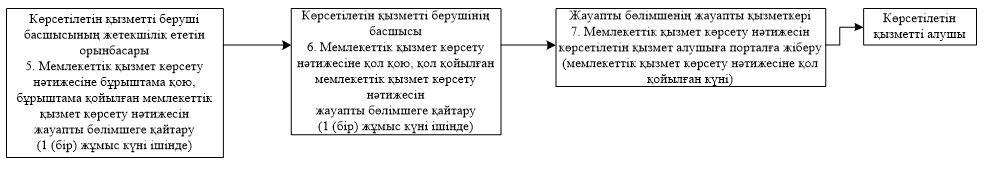 Көрсетілетін қызметті беруші
басшысының жетекшілік ететін
орынбасары
5. Мемлекеттік қызмет көрсету
нәтижесіне бұрыштама қою,
бұрыштама қойылған мемлекеттік
қызмет көрсету нәтижесін
жауапты бөлімшеге қайтару
(1 (бір) жұмыс күні ішінде)
Көрсетілетін қызметті берушінің
басшысы
6. Мемлекеттік қызмет көрсету
нәтижесіне қол қою, қол қойылған
мемлекеттік қызмет көрсету
нәтижесін
жауапты бөлімшеге қайтару
(1 (бір) жұмыс күні ішінде)
Жауапты бөлімшенің жауапты қызметкері
7. Мемлекеттік қызмет көрсету нәтижесін
көрсетілетін қызмет алушыға порталға жіберу
(мемлекеттік қызмет көрсету нәтижесіне қол
қойылған күні)
Көрсетілетін
қызметті алушы